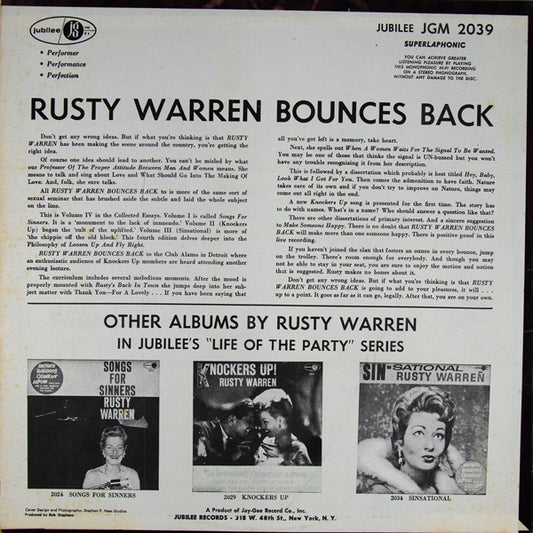 jubilee
JUBILEE JGM 2039
SUPERLAPHONIC
YOU CAN ACHIEVE GREATER
LISTENING PLEASURE BY PLAYING
THIS MONOPHONIC HI-FI RECORDING
ON A STEREO PHONOGRAPH,
WITHOUT ANY DAMAGE TO THE DISC.
• Performer
• Performance
• Perfection
RUSTY WARREN BOUNCES BACK
Don't get any wrong ideas. But if what you're thinking is that RUSTY
WARREN has been making the scene around the country, you're getting the
right idea.
Of course one idea should lead to another. You can't be misled by what
our Professor Of The Proper Attitude Between Men And Women means. She
means to talk and sing about Love and What Should Go Into The Making Of
Love. And, folk, she sure talks.
All RUSTY WARREN BOUNCES BACK to is more of the same sort of
sexual seminar that has brushed aside the subtle and laid the whole subject
on the line.
This is Volume IV in the Collected Essays. Volume I is called Songs For
Sinners. It is a 'monument to the lack of innuendo'. Volume II (Knockers
Up) began the 'cult of the uplifted.' Volume III (Sinsational) is more of
'the chippie off the old block.' This fourth edition delves deeper into the
Philosophy of Loosen Up And Fly Right.
RUSTY WARREN BOUNCES BACK to the Club Alamo in Detroit where
an enthusiastic audience of Knockers Up members are heard attending another
evening lecture.
The curriculum includes several melodious moments. After the mood is
properly mounted with Rusty's Back In Town she jumps deep into her sub-
ject matter with Thank You—For A Lovely . . . If you have been saying that
all you've got left is a memory, take heart.
Next, she spells out When A Women Waits For The Signal To Be Wanted.
You may be one of those that thinks the signal is UN-buzzed but you won't
have any trouble recognizing it from her description.
This is followed by a dissertation which probably is best titled Hey, Baby,
Look What I Got For You. Then comes the admonition to have faith. Nature
takes care of its own and if you don't try to improve on Nature, things may
come out all right in the end.
A new Knockers Up song is presented for the first time. The story has
to do with names. What's in a name? Who should answer a question like that?
There are other dissertations of primary interest. And a sincere suggestion
to Make Someone Happy. There is no doubt that RUSTY WARREN BOUNCES
BACK will make more than one someone happy. There is positive proof in this
live recording.
If you haven't joined the clan that fosters an ounce in every bounce, jump
on the trolley. There's room enough for everybody. And though you may
not be able to stay in your seat, you are sure to enjoy the motion and notion
that is suggested. Rusty makes no bones about it.
Don't get any wrong ideas. But if what you're thinking is that RUSTY
WARREN BOUNCES BACK is going to add to your pleasures, it will . . .
up to a point. It goes as far as it can go, legally. After that, you are on your own.
OTHER ALBUMS BY RUSTY WARREN
IN JUBILEE'S "LIFE OF THE PARTY" SERIES
SONGS
FOR
SINNERS
RUSTY
WARREN
KNOCKERS UP!
RUSTY WARREN
SIN-SATIONAL
RUSTY WARREN
2024 SONGS FOR SINNERS
2029 KNOCKERS UP
2034 SINSATIONAL
Cover Design and Photography: Stephen P. Haas Studios
Produced by Bob Stephens
A Product of Jay-Gee Record Co., Inc.
JUBILEE RECORDS - 318 W. 48th St., New York, N. Y.